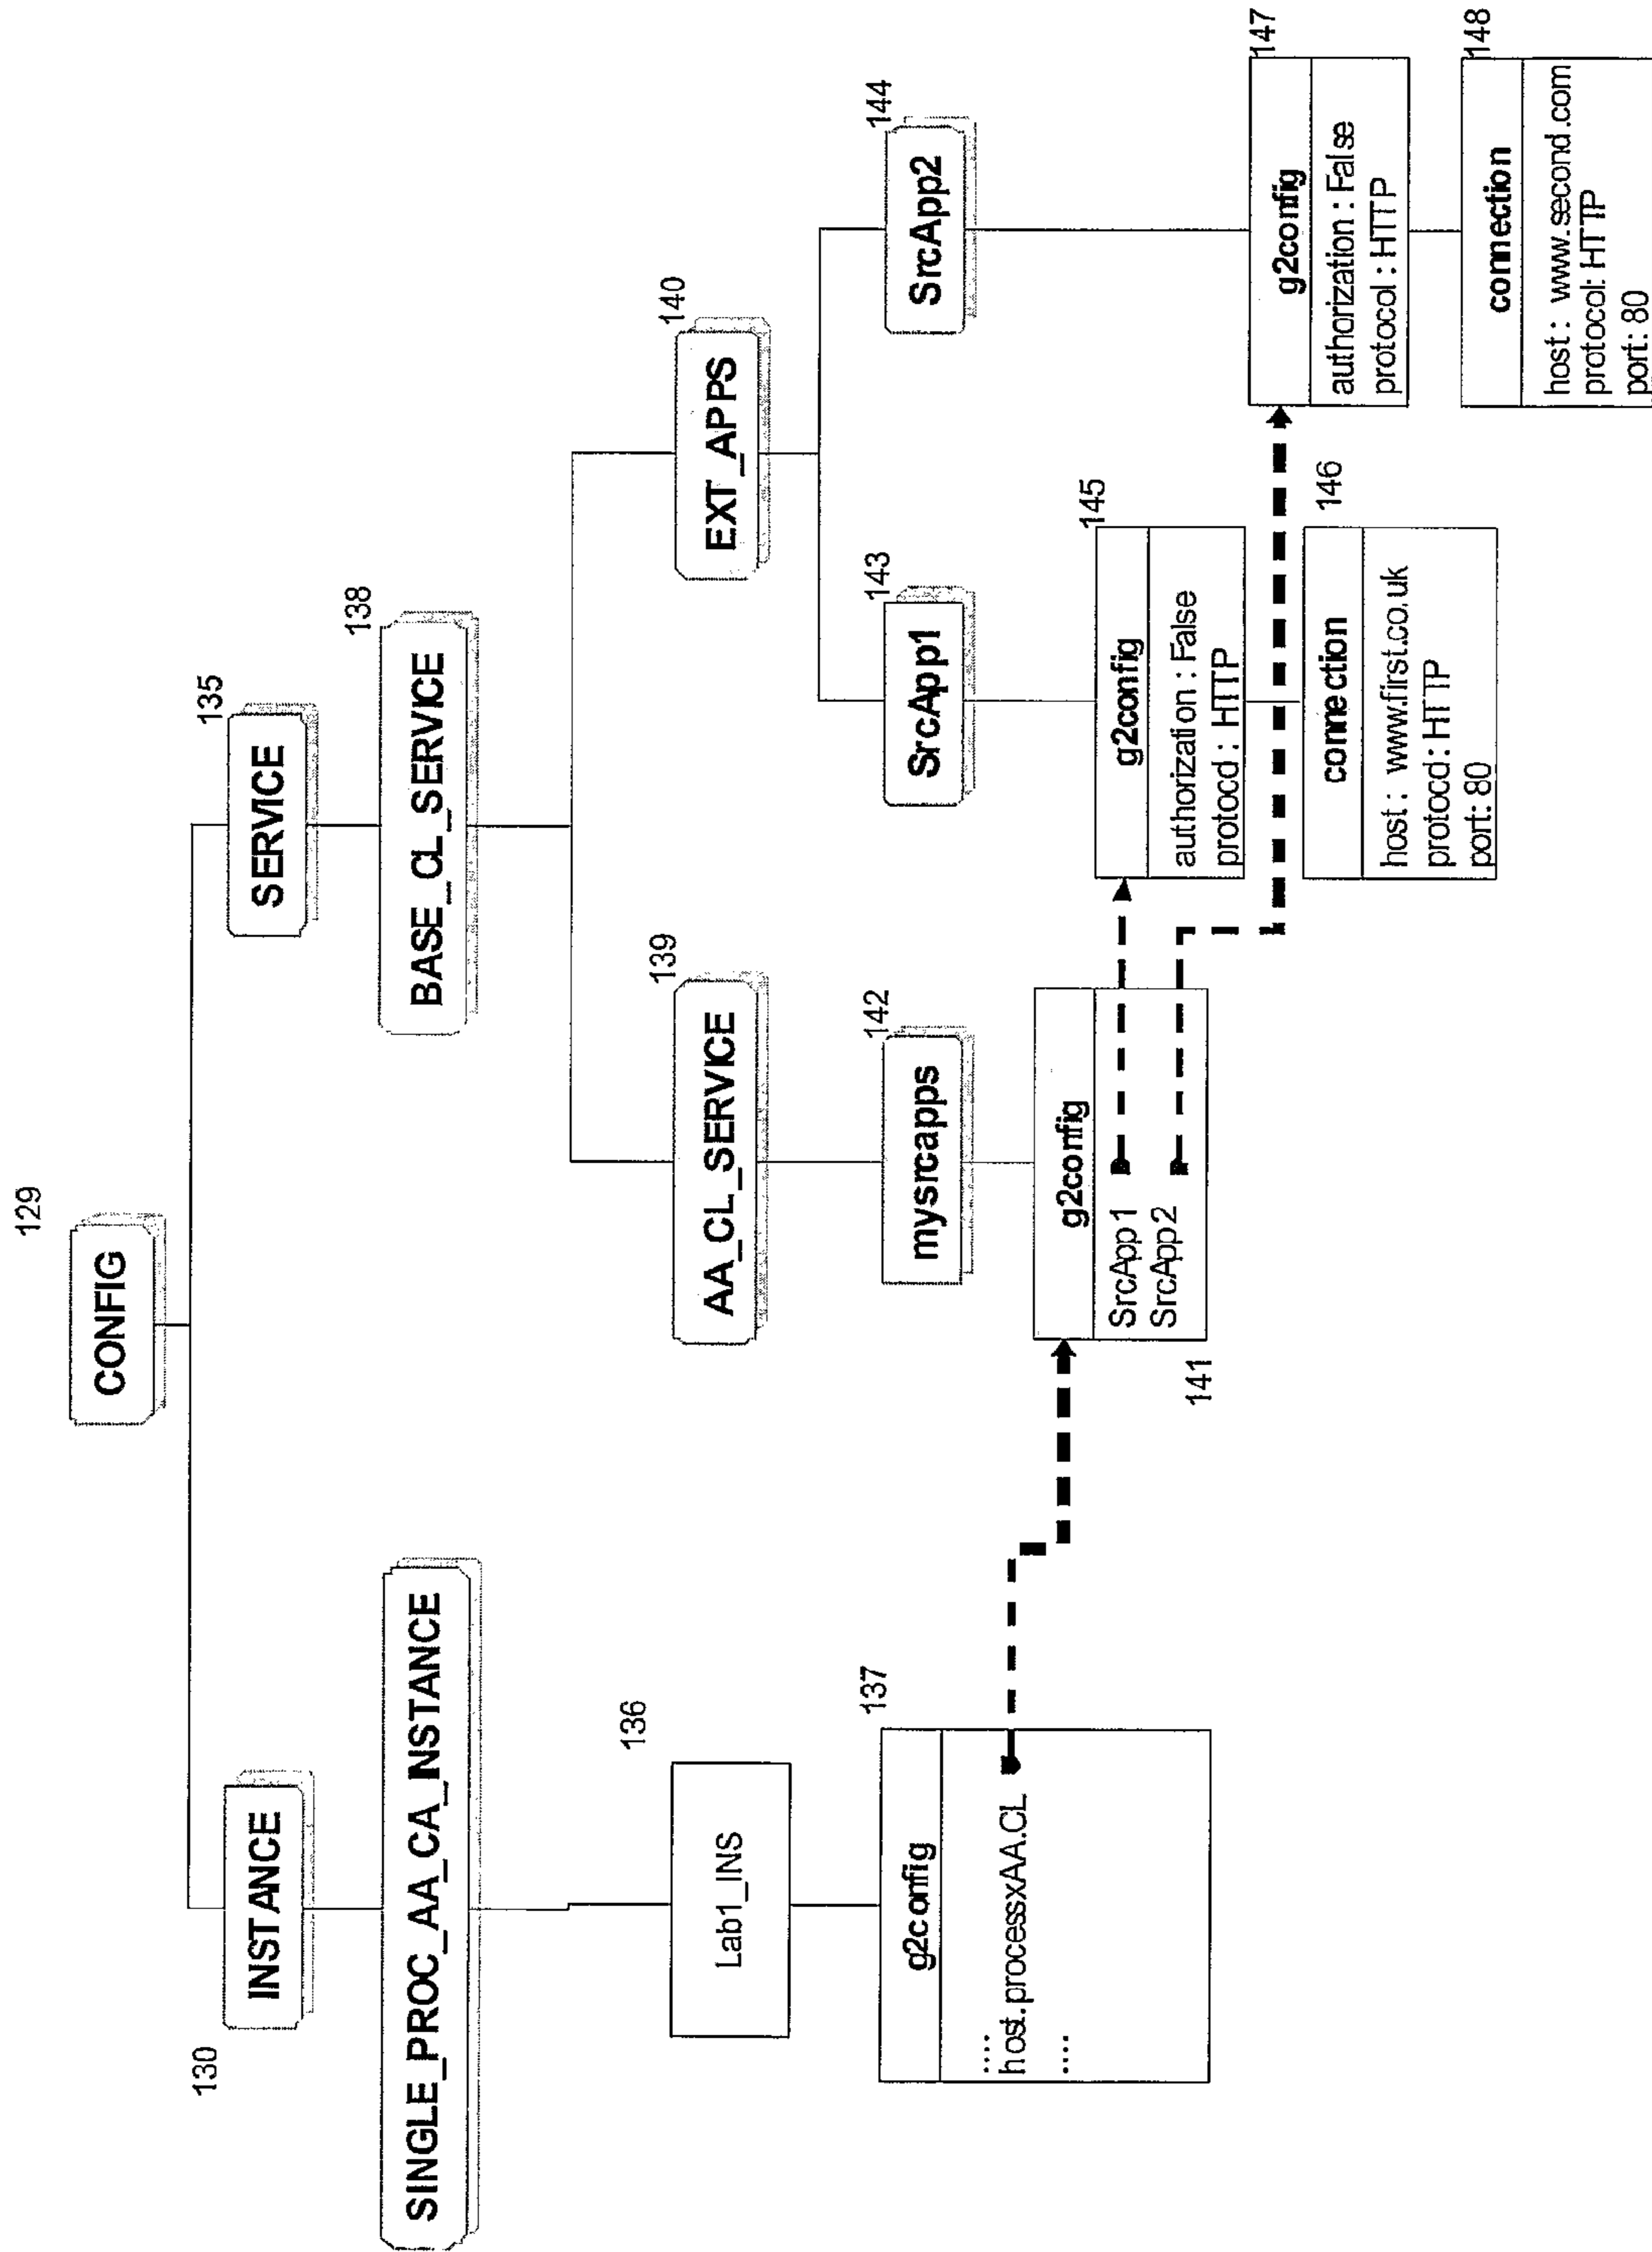 129
CONFIG
130
INSTANCE
135
SERVICE
SINGLE_PROC_AA_CA_INSTANCE
138
BASE_CL_SERVICE
136
Lab1_INS
139
AA_CL_SERVICE
140
EXT_APPS
137
g2config
....
host.processxAA.CL
....
142
mysrcapps
143
SrcApp1
144
SrcApp2
g2config
SrcApp1
SrcApp2
141
145
g2config
authorization : False
protocol : HTTP
146
connection
host : www.first.co.uk
protocol : HTTP
port: 80
147
g2config
authorization : False
protocol : HTTP
148
connection
host : www.second.com
protocol: HTTP
port: 80